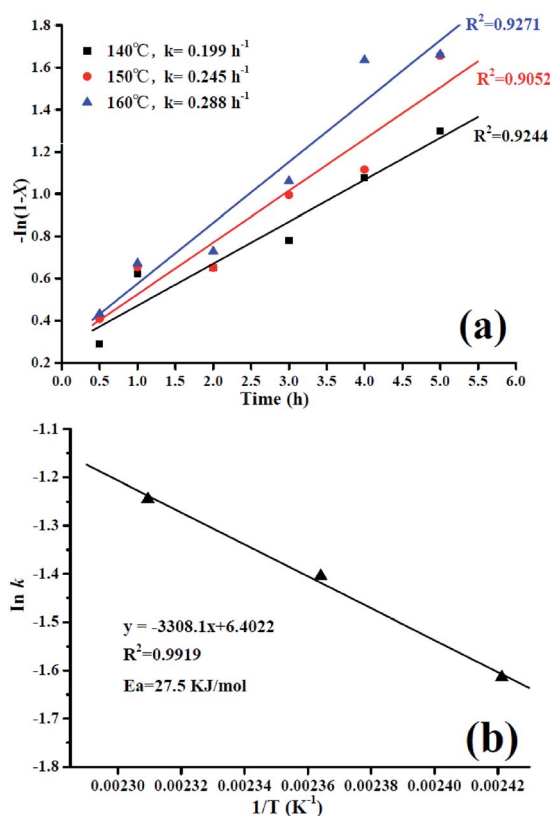 -In(1-X)
1.8
1.6
1.4
1.2
1.0
0.8
0.6
0.4
0.2
140℃, k= 0.199 h-1
150℃, k= 0.245 h-1
160℃, k= 0.288 h-1
R2=0.9271
R2=0.9052
R2=0.9244
(a)
0.0 0.5 1.0 1.5 2.0 2.5 3.0 3.5 4.0 4.5 5.0 5.5 6.0
Time (h)
In k
-1.1
-1.2
-1.3
-1.4
-1.5
-1.6
-1.7
-1.8
y = -3308.1x+6.4022
R2=0.9919
Ea=27.5 KJ/mol
(b)
0.00230 0.00232 0.00234 0.00236 0.00238 0.00240 0.00242
1/T (K-1)